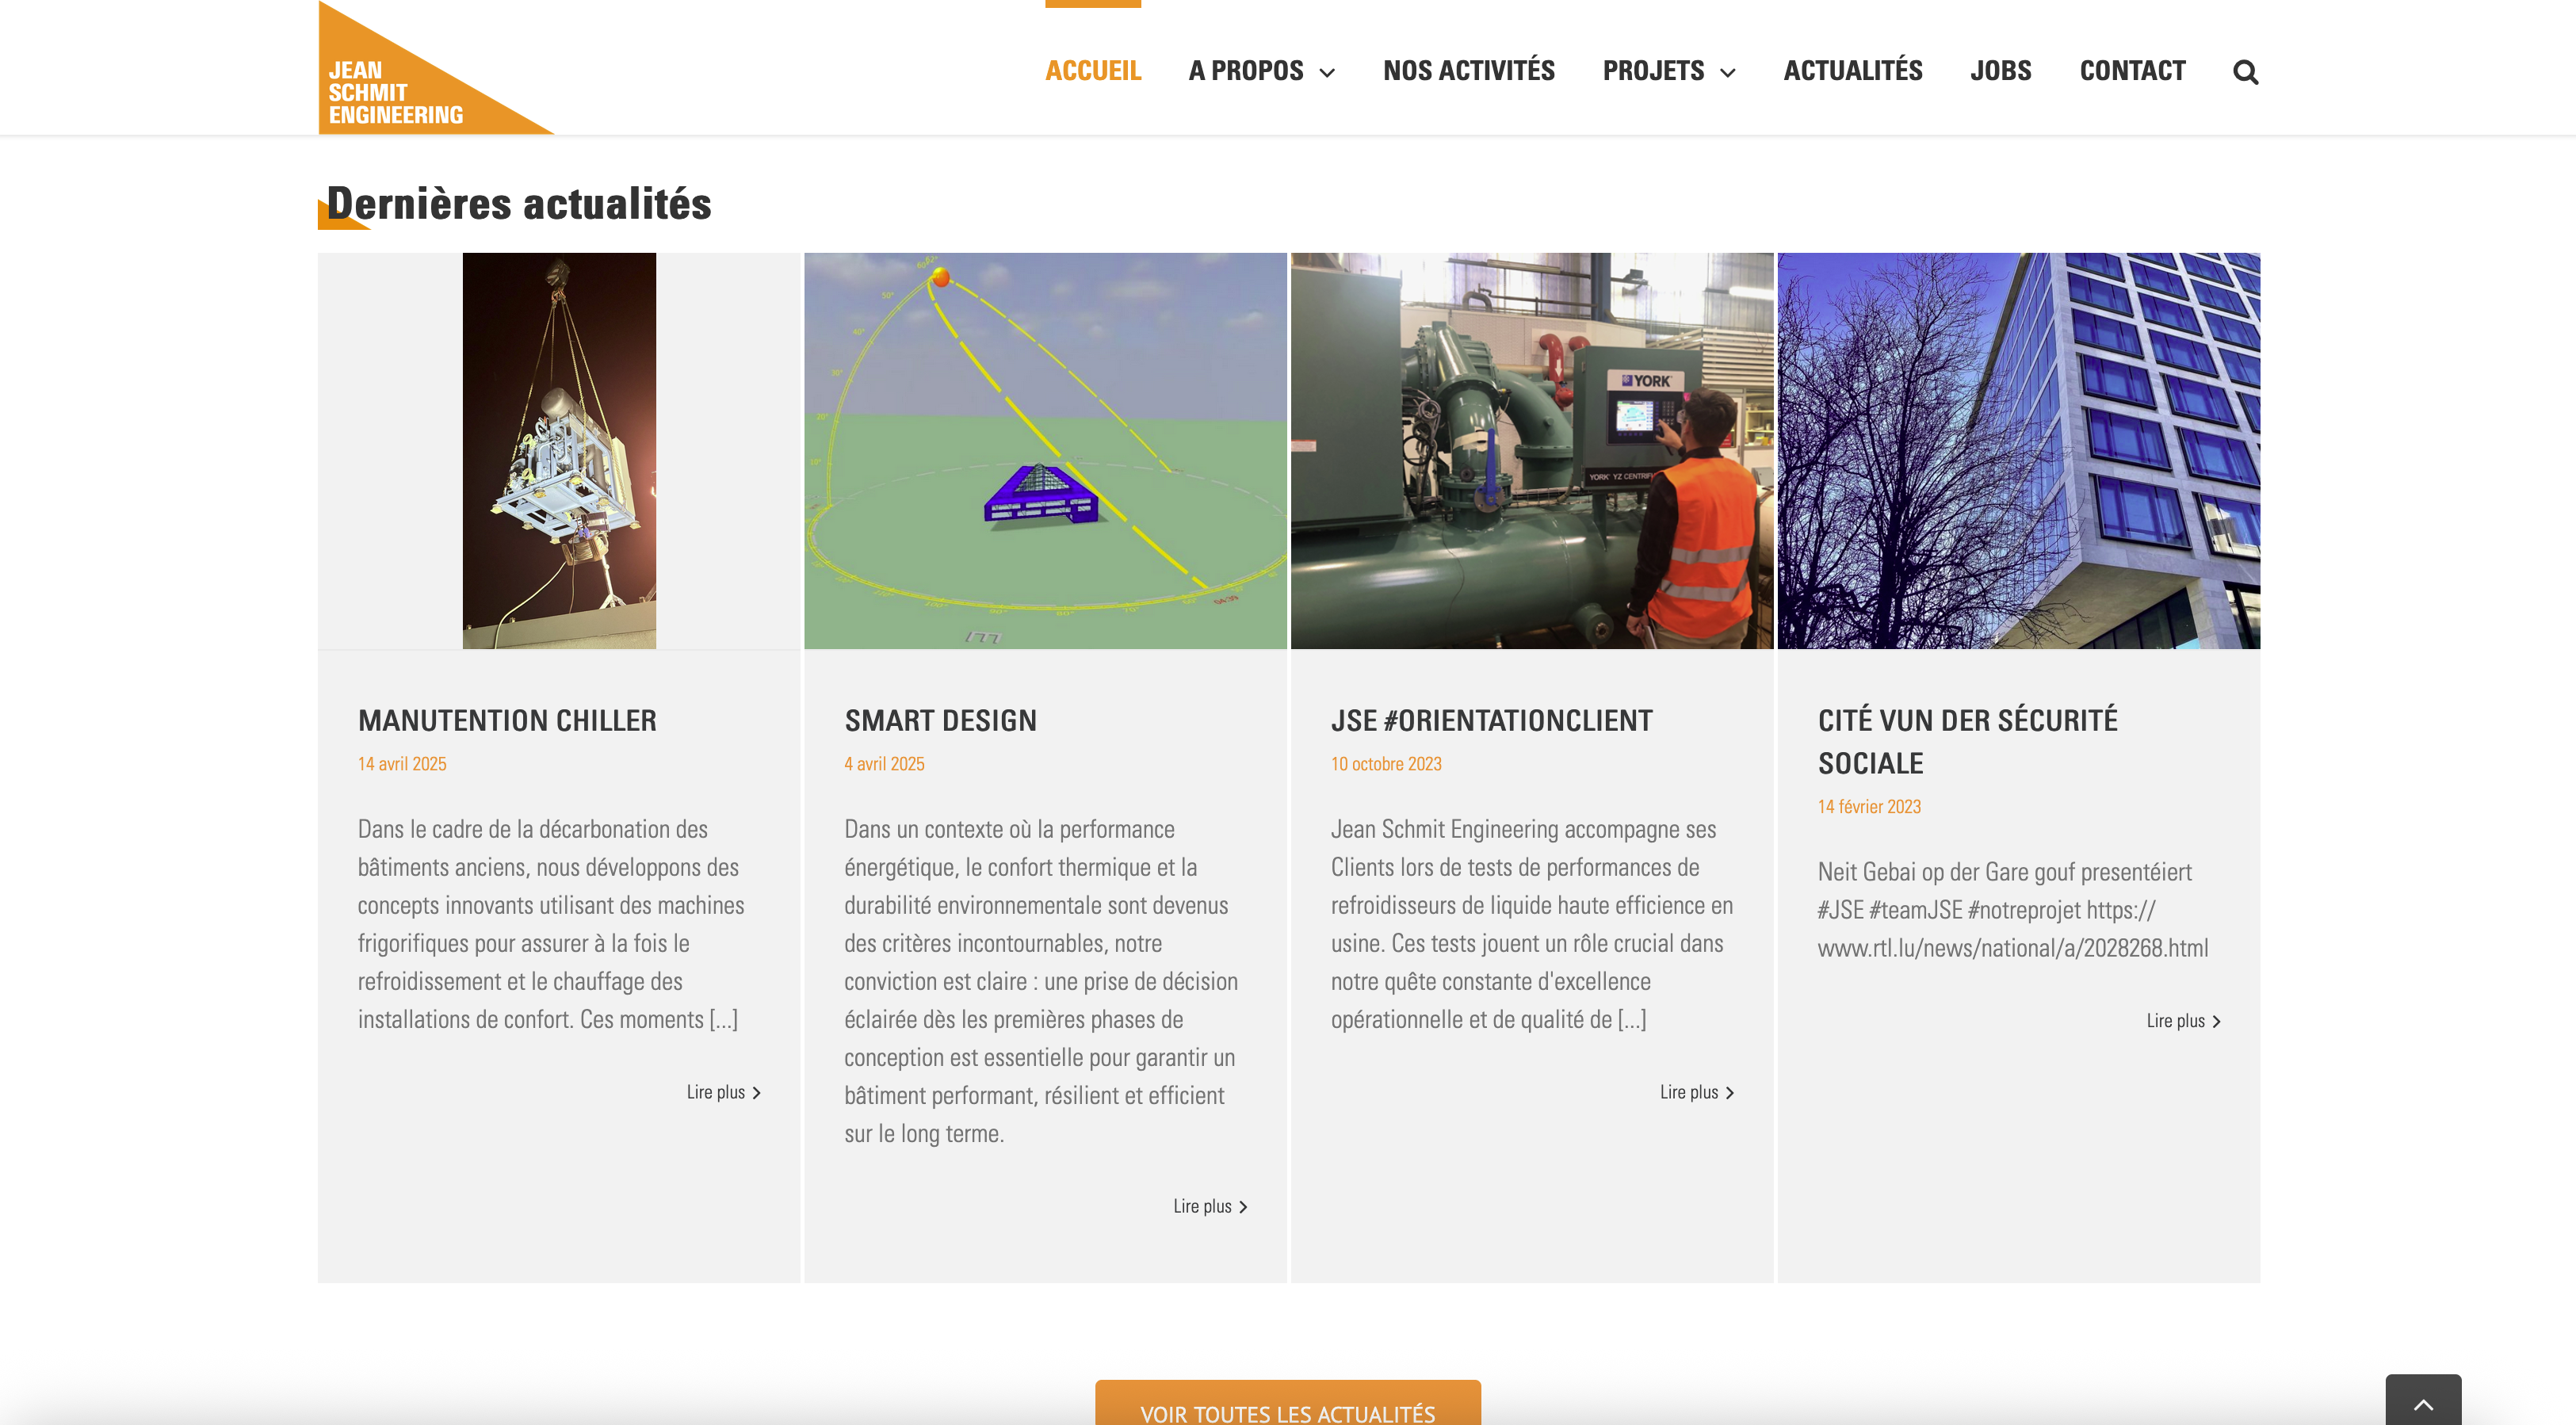 JEAN
SCHMIT
ENGINEERING
ACCUEIL
A PROPOS
NOS ACTIVITÉS
PROJETS
ACTUALITÉS
JOBS
CONTACT
Dernières actualités
50°
40°
30°
20°
YORK
YORK YZ CENTRIF
177
MANUTENTION CHILLER
14 avril 2025
Dans le cadre de la décarbonation des
bâtiments anciens, nous développons des
concepts innovants utilisant des machines
frigorifiques pour assurer à la fois le
refroidissement et le chauffage des
installations de confort. Ces moments [...]
Lire plus
SMART DESIGN
4 avril 2025
Dans un contexte où la performance
énergétique, le confort thermique et la
durabilité environnementale sont devenus
des critères incontournables, notre
conviction est claire : une prise de décision
éclairée dès les premières phases de
conception est essentielle pour garantir un
bâtiment performant, résilient et efficient
sur le long terme.
Lire plus
JSE #ORIENTATIONCLIENT
10 octobre 2023
Jean Schmit Engineering accompagne ses
Clients lors de tests de performances de
refroidisseurs de liquide haute efficience en
usine. Ces tests jouent un rôle crucial dans
notre quête constante d'excellence
opérationnelle et de qualité de [...]
Lire plus
CITÉ VUN DER SÉCURITÉ
SOCIALE
14 février 2023
Neit Gebai op der Gare gouf presentéiert
#JSE #teamJSE #notreprojet https://
www.rtl.lu/news/national/a/2028268.html
Lire plus
VOIR TOUTES LES ACTUALITÉS